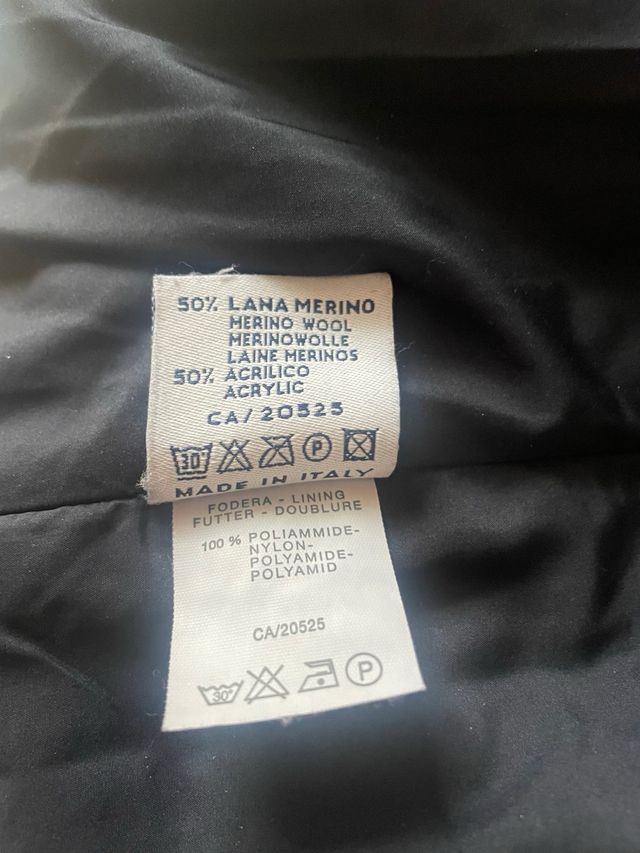 50% LANA MERINO
MERINO WOOL
MERINOWOLLE
LAINE MERINOS
50% ACRILICO
ACRYLIC
CA/20525
30° P
MADE IN ITALY
FODERA - LINING
FUTTER - DOUBLURE
100 % POLIAMMIDE-
NYLON-
POLYAMIDE-
POLYAMID
CA/20525
30° P